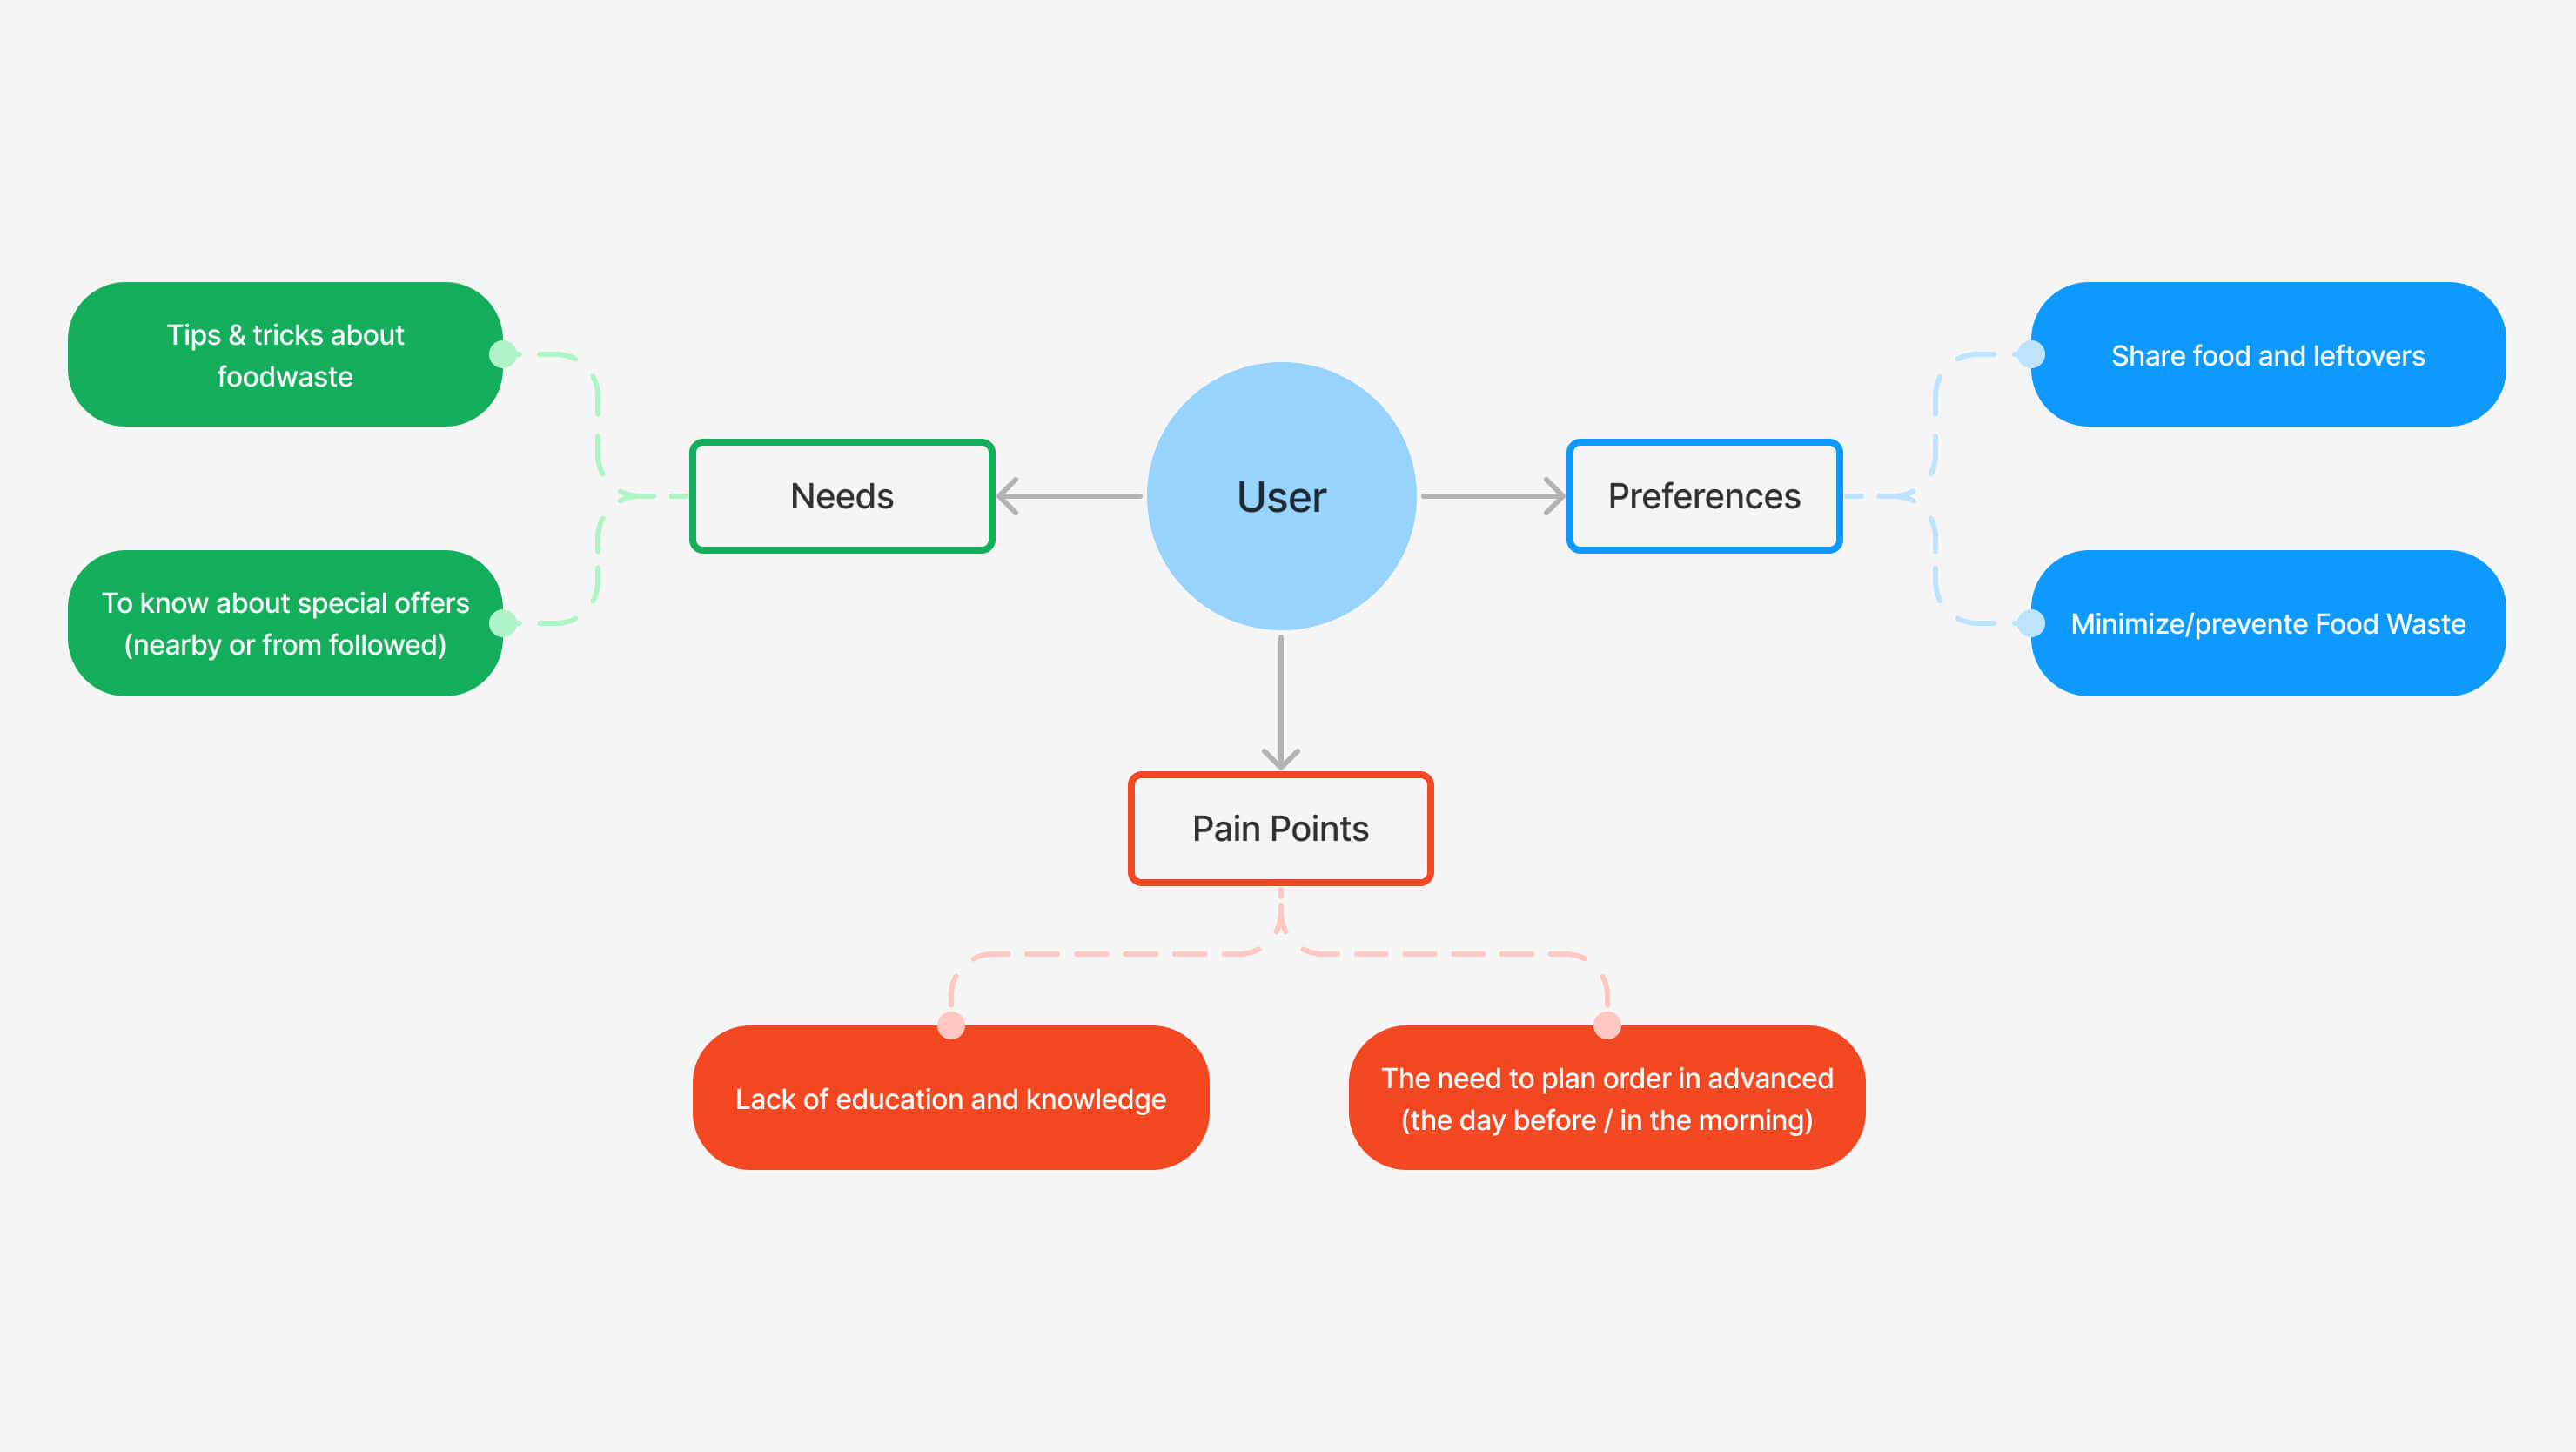 Tips & tricks about
foodwaste
To know about special offers
(nearby or from followed)
Needs
User
Preferences
Share food and leftovers
Minimize/prevente Food Waste
Pain Points
Lack of education and knowledge
The need to plan order in advanced
(the day before / in the morning)